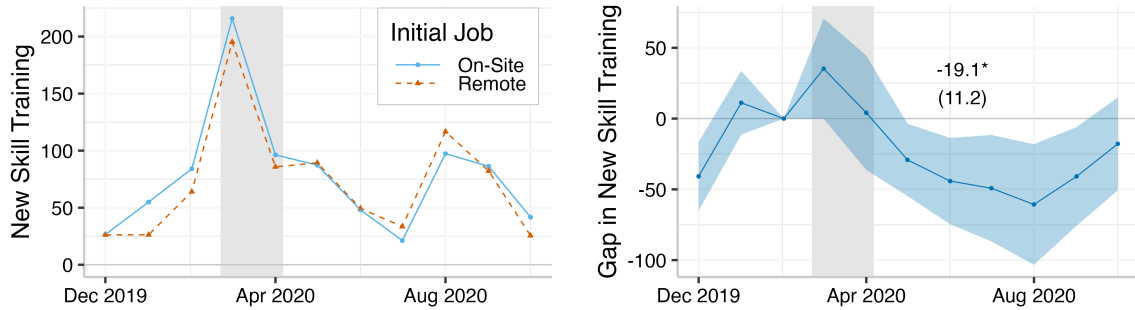 New Skill Training
200
150
100
50
0
Dec 2019
Apr 2020
Aug 2020
Initial Job
On-Site
Remote
Gap in New Skill Training
50
0
-50
-100
Dec 2019
Apr 2020
Aug 2020
-19.1*
(11.2)